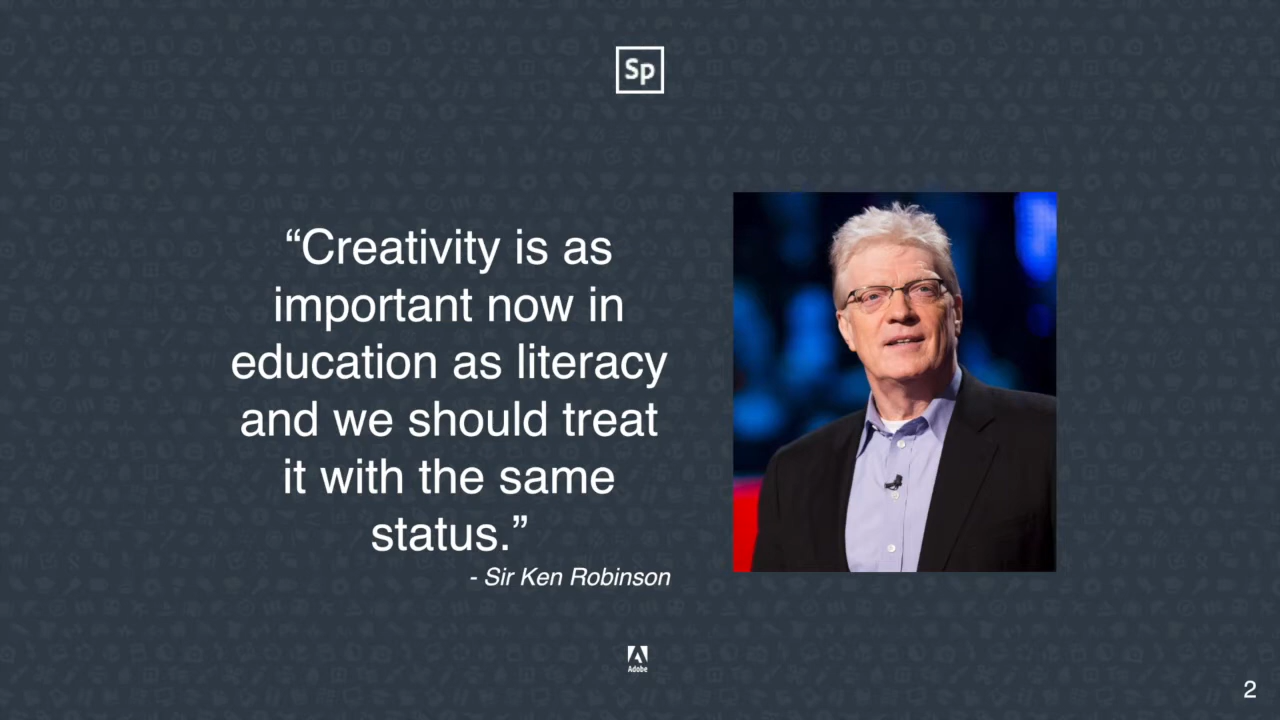 Sp
“Creativity is as
important now in
education as literacy
and we should treat
it with the same
status.”
- Sir Ken Robinson
Adobe
2